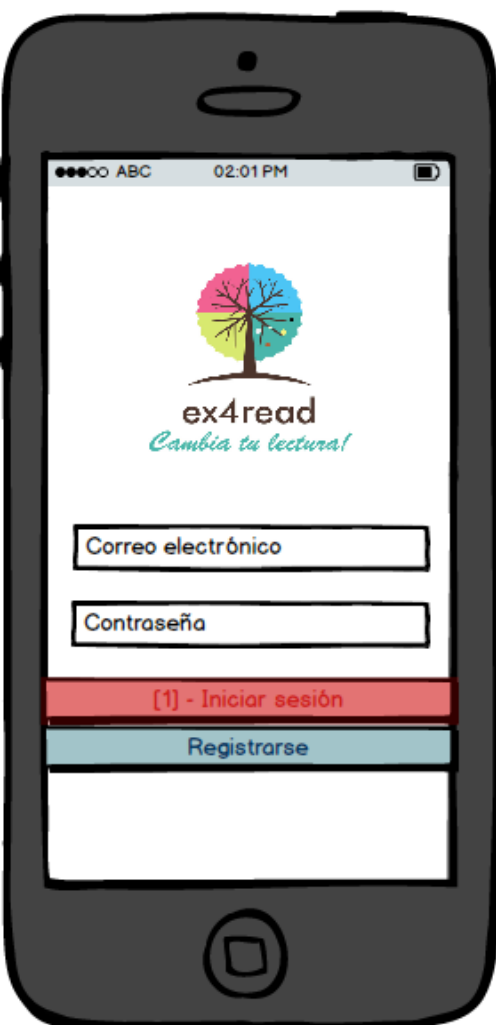 ABC 02:01 PM
ex4read
Cambia tu lectura!
Correo electrónico
Contraseña
[1] - Iniciar sesión
Registrarse